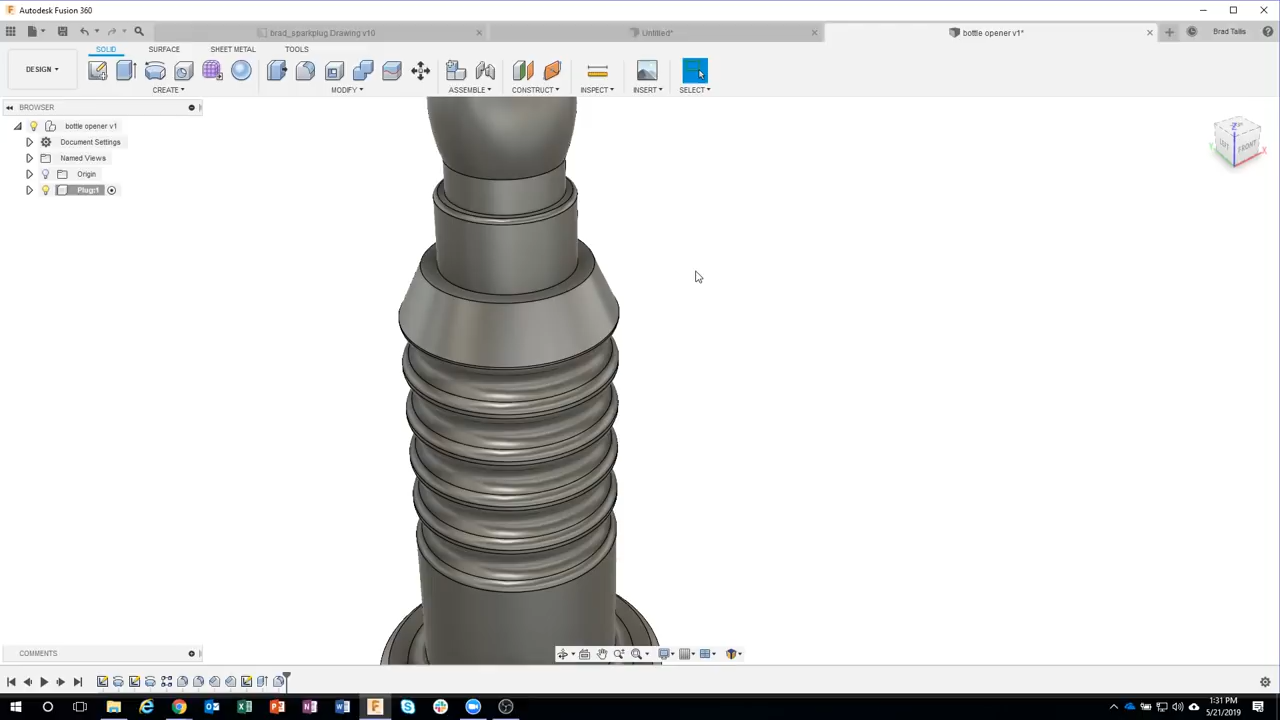 Autodesk Fusion 360
brad_sparkplug Drawing v10
Untitled*
bottle opener v1*
Brad Tallis
DESIGN
SOLID
SURFACE
SHEET METAL
TOOLS
CREATE
MODIFY
ASSEMBLE
CONSTRUCT
INSPECT
INSERT
SELECT
BROWSER
bottle opener v1
Document Settings
Named Views
Origin
Plug:1
Z
X
Y
LEFT
FRONT
COMMENTS
1:31 PM
5/21/2019